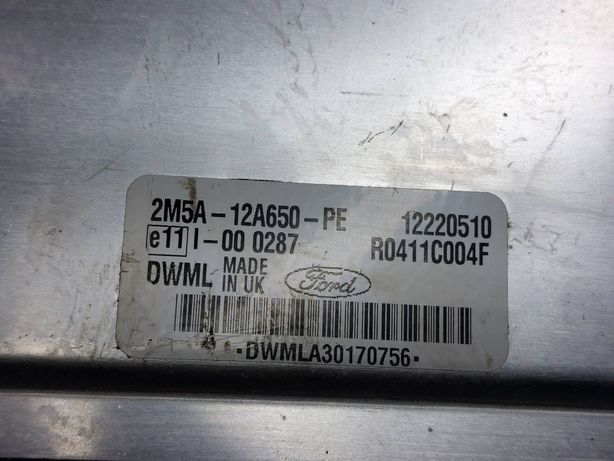 2M5A-12A650-PE 12220510
e11 I-00 0287 R0411C004F
DWML MADE IN UK Ford
·DWMLA30170756·